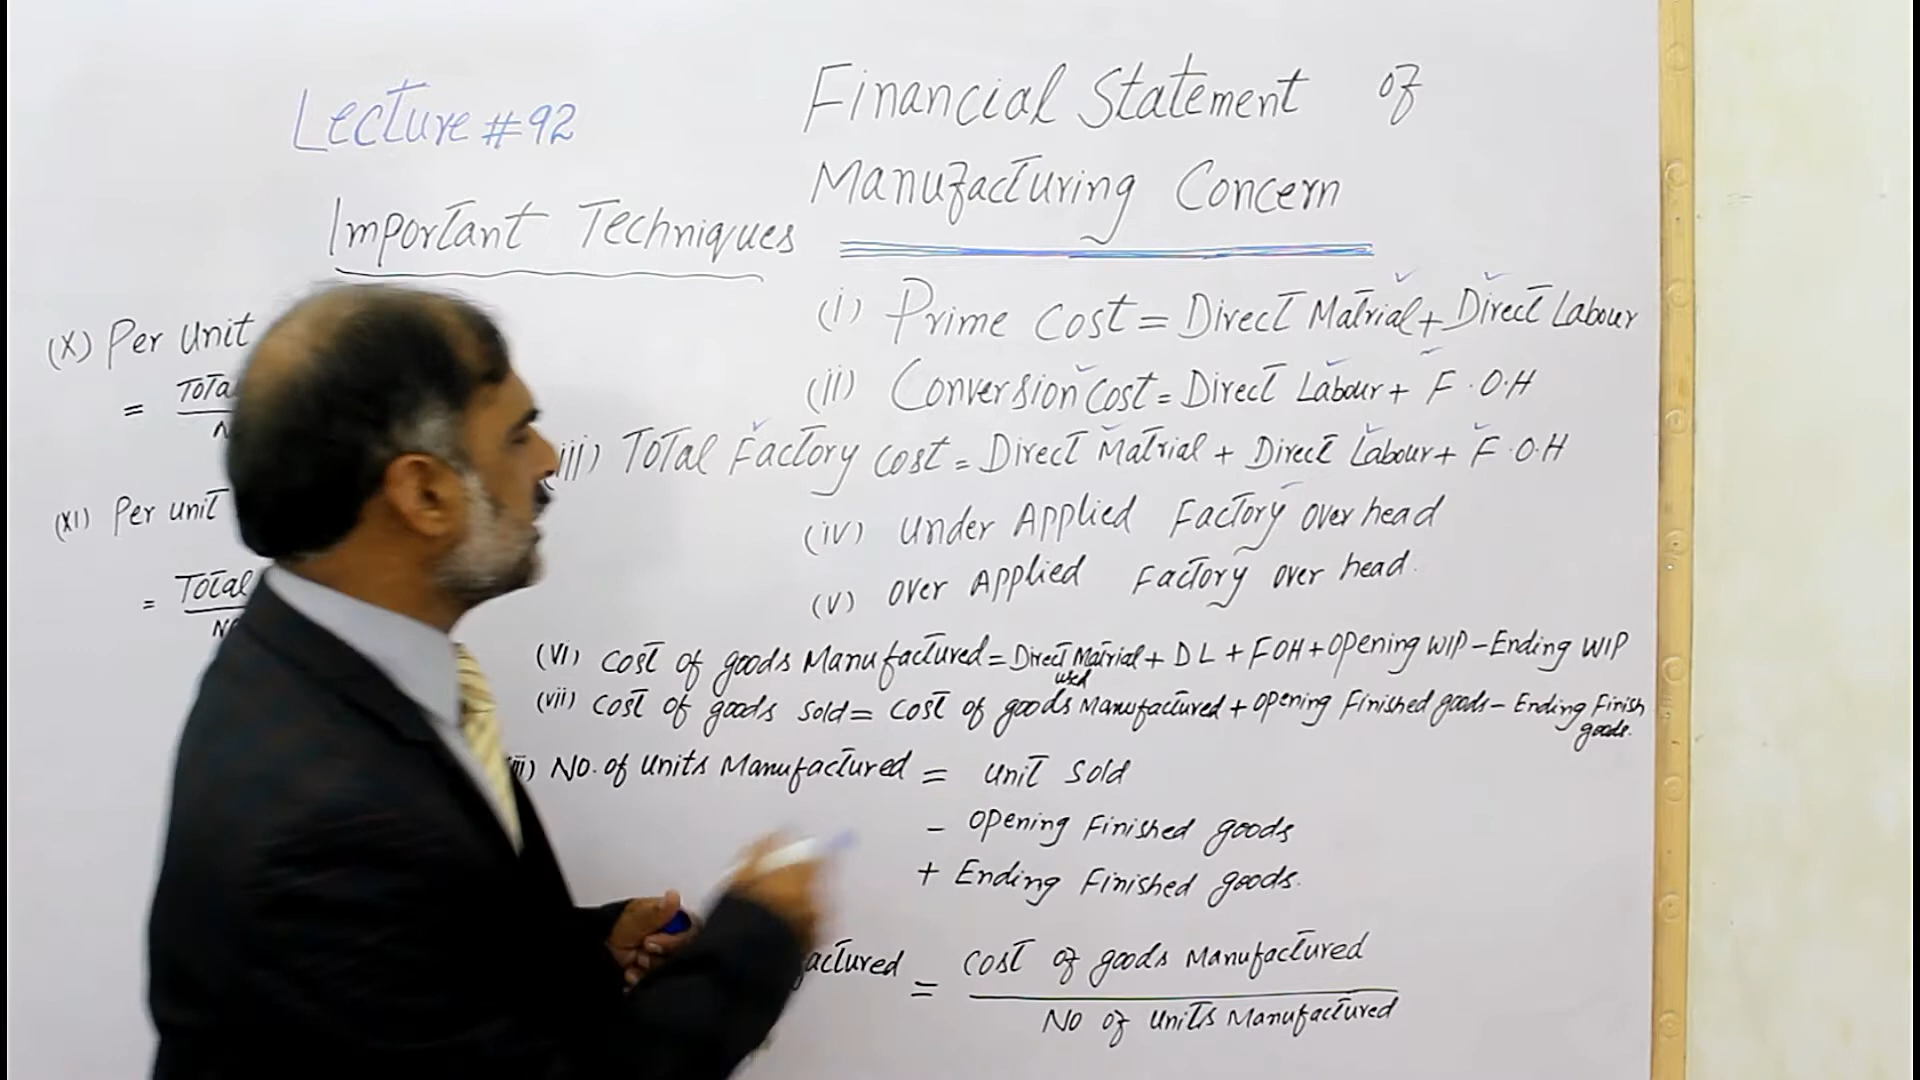 Lecture #92
Financial Statement of
Manufacturing Concern
Important Techniques
(i) Prime Cost = Direct Matrial + Direct Labour
(ii) Conversion Cost = Direct Labour + F.O.H
iii) Total Factory Cost = Direct Matrial + Direct Labour + F.O.H
(iv) Under Applied Factory over head
(v) over Applied Factory over head.
(vi) Cost of goods Manufactured = Direct Matrial + DL + FOH + Opening WIP - Ending WIP
used
(vii) Cost of goods sold = Cost of goods Manufactured + Opening Finished goods - Ending Finish
goods.
iii) No. of Units Manufactured = Unit Sold
- Opening Finished goods
+ Ending Finished goods.
= Cost of goods Manufactured
No of Units Manufactured
(X) Per Unit
= Total
(XI) Per Unit
= Total